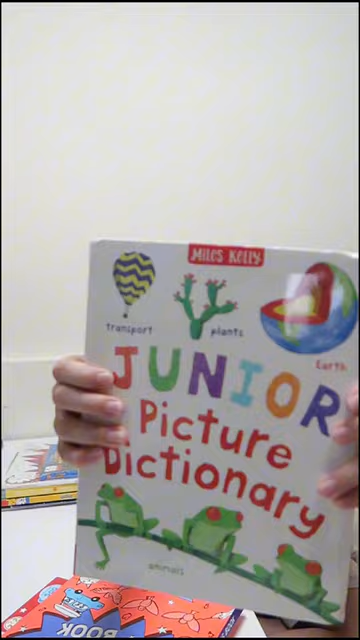 Miles Kelly
transport
plants
Earth
JUNIOR
Picture
Dictionary
animals
BOOK